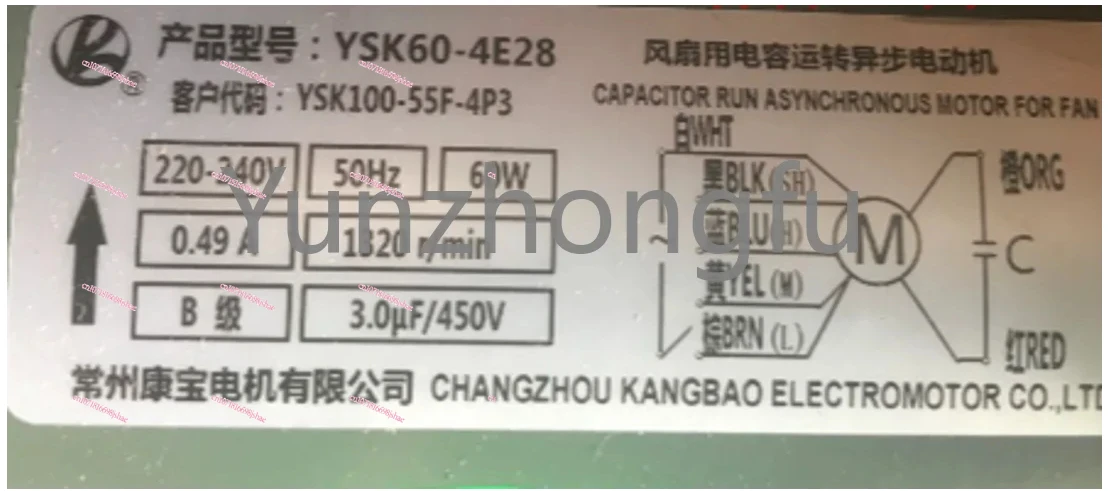 产品型号：YSK60-4E28
客户代码：YSK100-55F-4P3
风扇用电容运转异步电动机
CAPACITOR RUN ASYNCHRONOUS MOTOR FOR FAN
220-240V 50Hz 60W
0.49 A 1320 r/min
B 级 3.0μF/450V
白WHT
黑BLK (SH)
蓝BLU (H)
黄YEL (M)
棕BRN (L)
~
M
橙ORG
C
红RED
常州康宝电机有限公司 CHANGZHOU KANGBAO ELECTROMOTOR CO.,LTD
Yunzhongfu